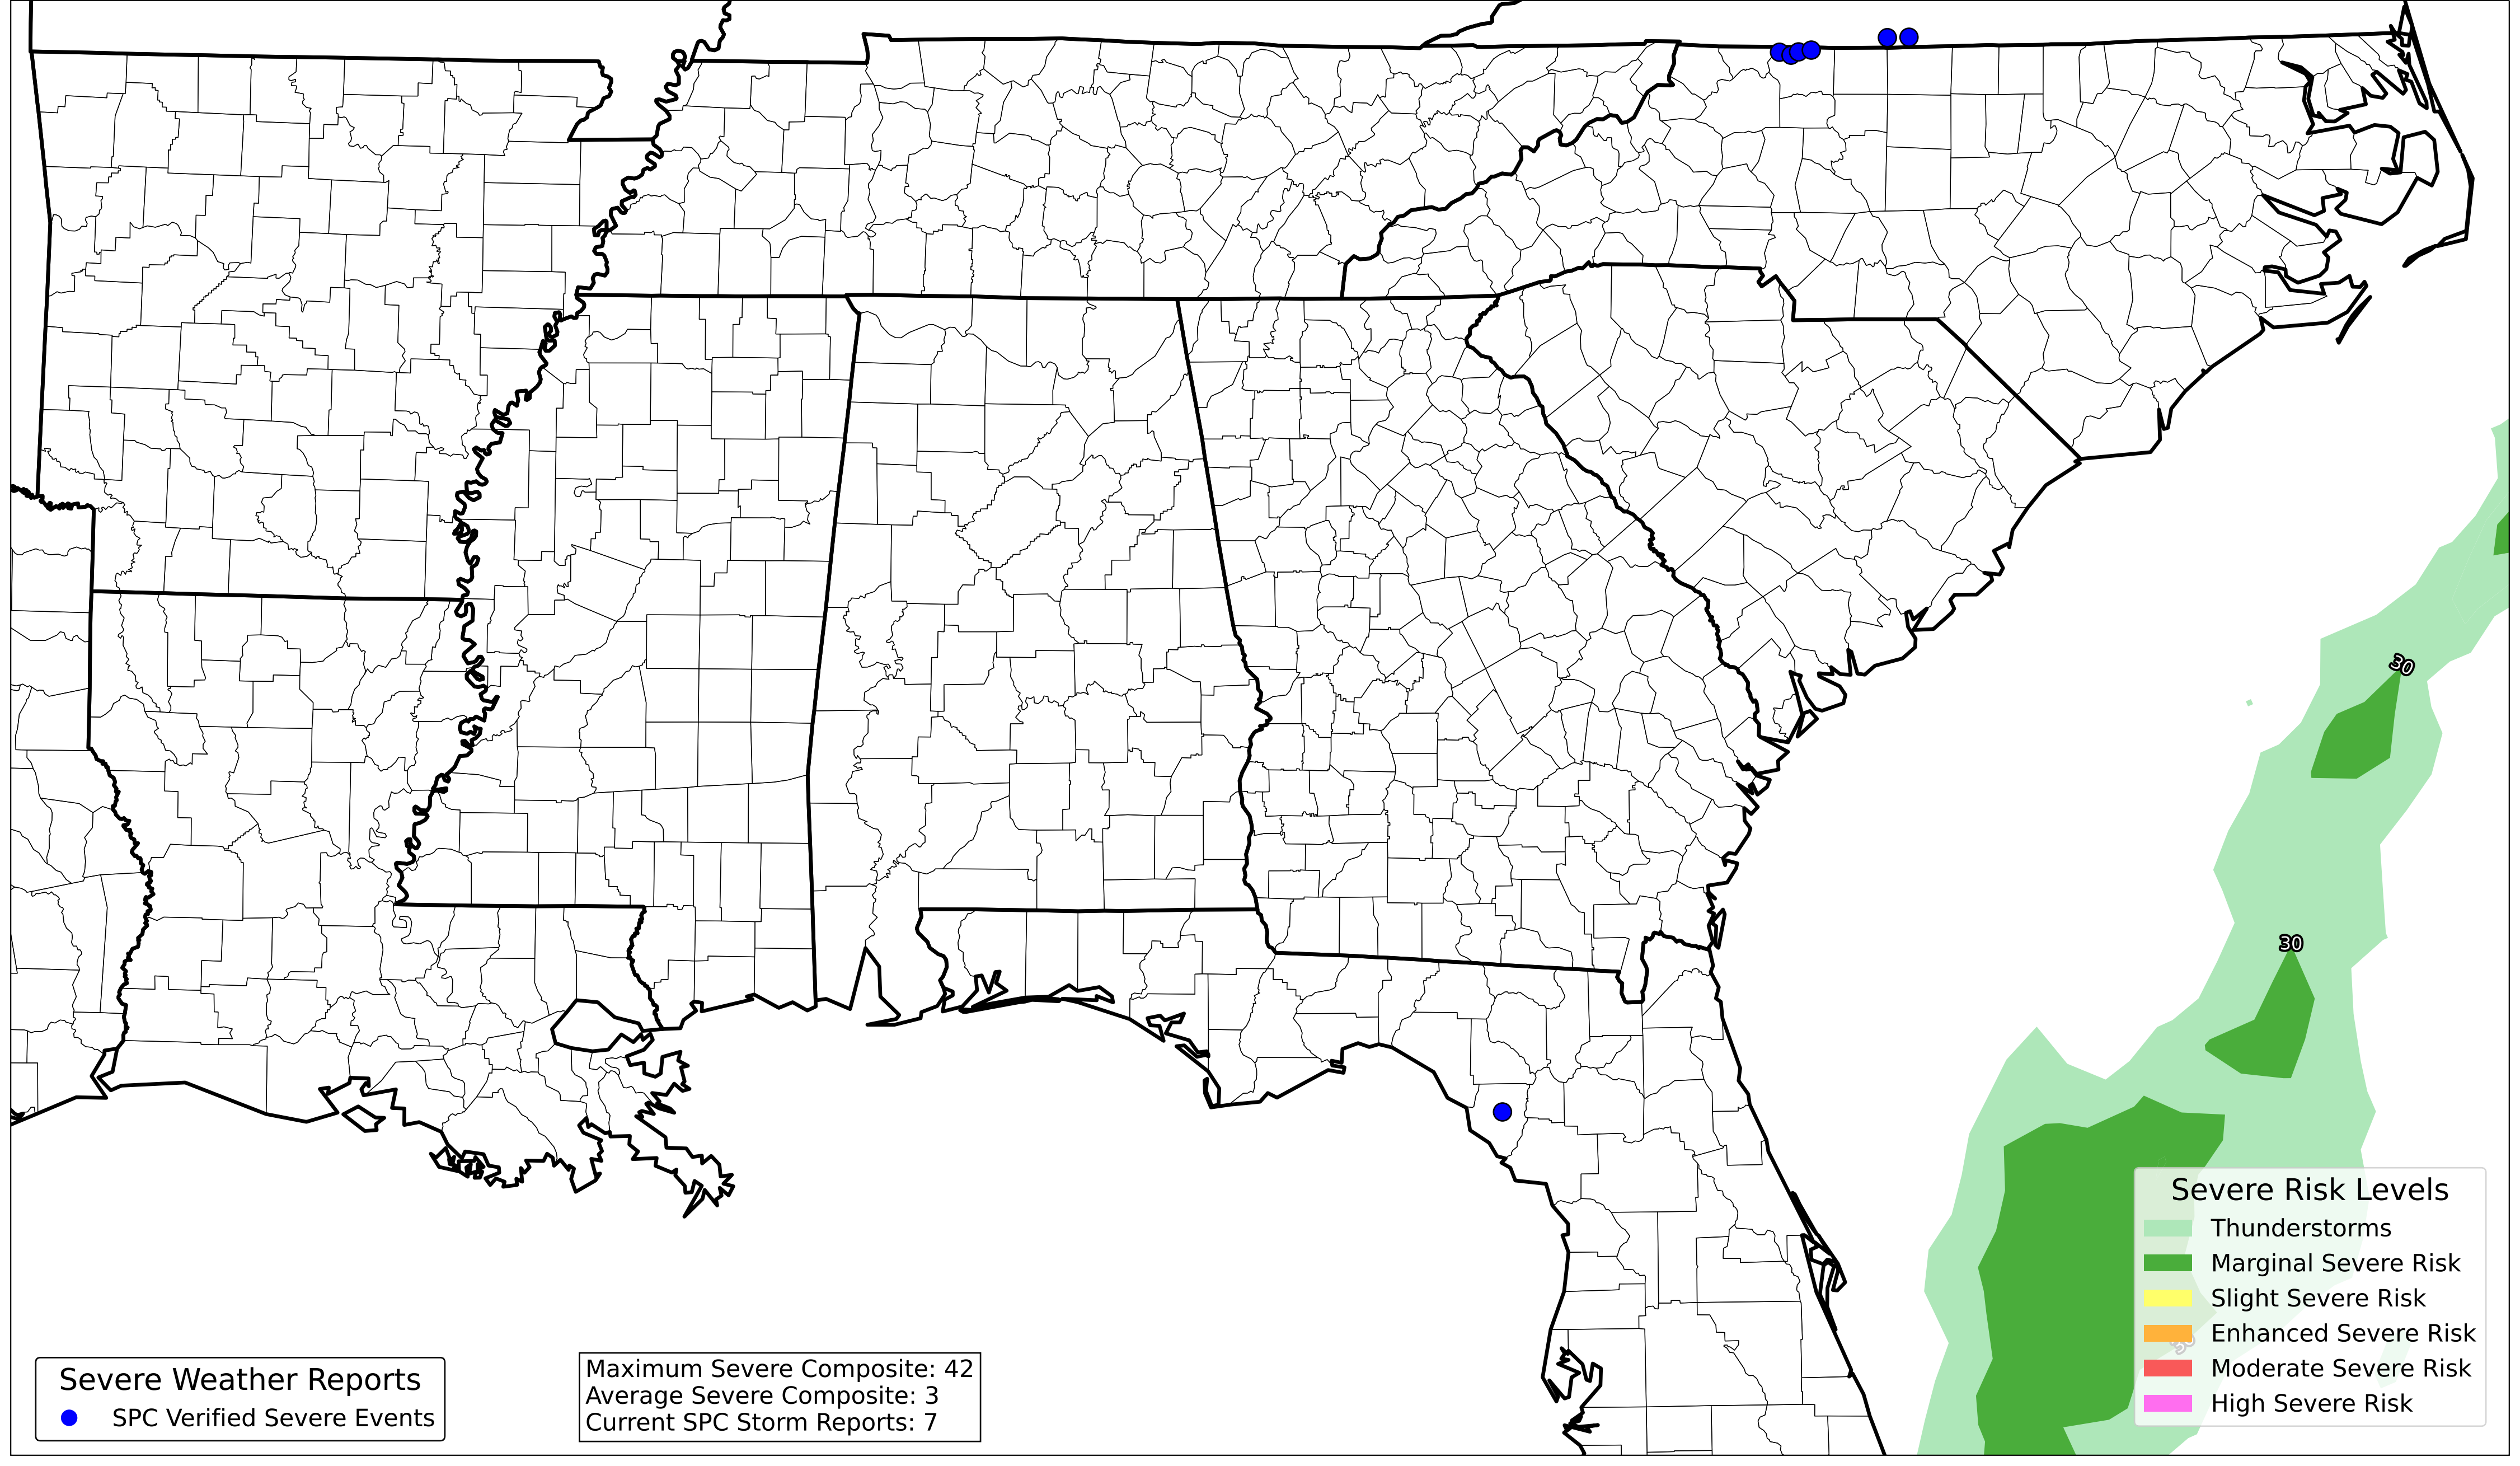 30
30
Severe Risk Levels
Thunderstorms
Marginal Severe Risk
Slight Severe Risk
Enhanced Severe Risk
30
Moderate Severe Risk
High Severe Risk
Severe Weather Reports
SPC Verified Severe Events
Maximum Severe Composite: 42
Average Severe Composite: 3
Current SPC Storm Reports: 7